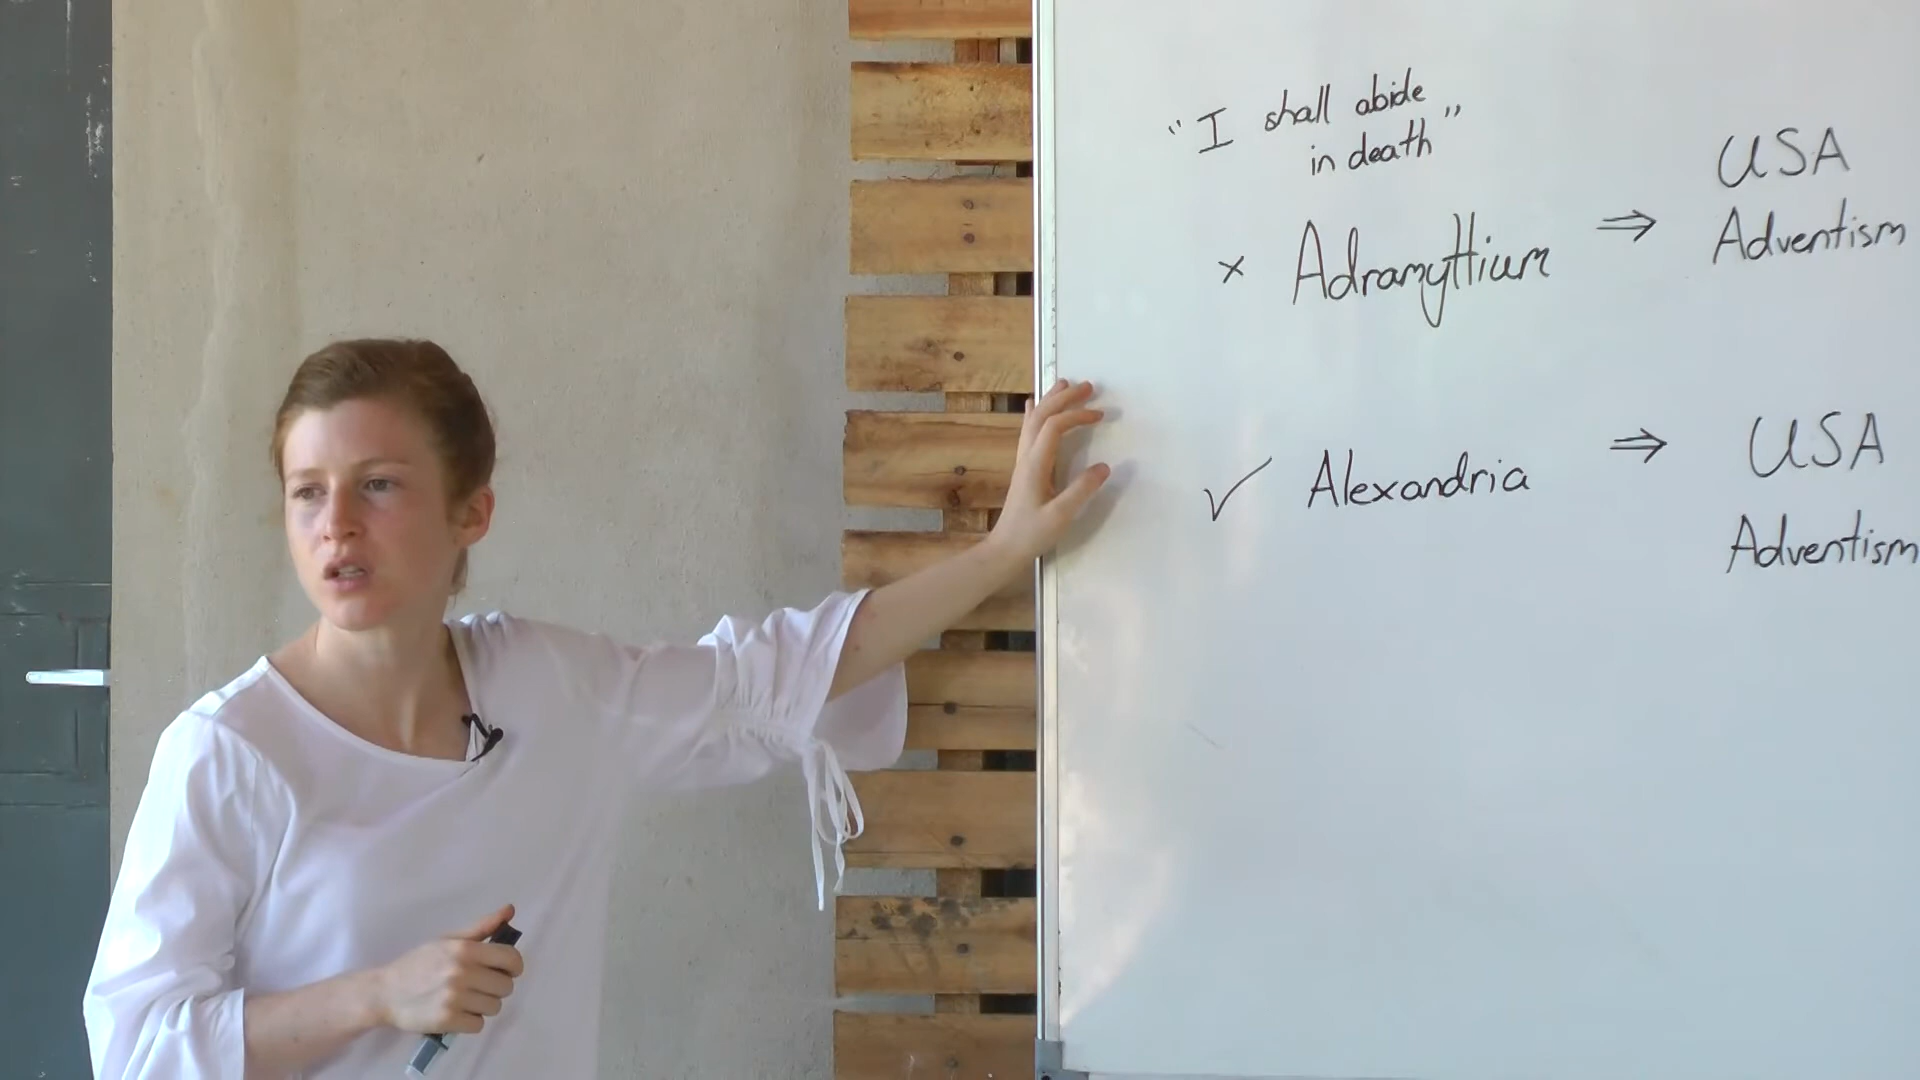 "I shall abide
in death"
× Adramyttium ⇒ USA
Adventism
✓ Alexandria ⇒ USA
Adventism